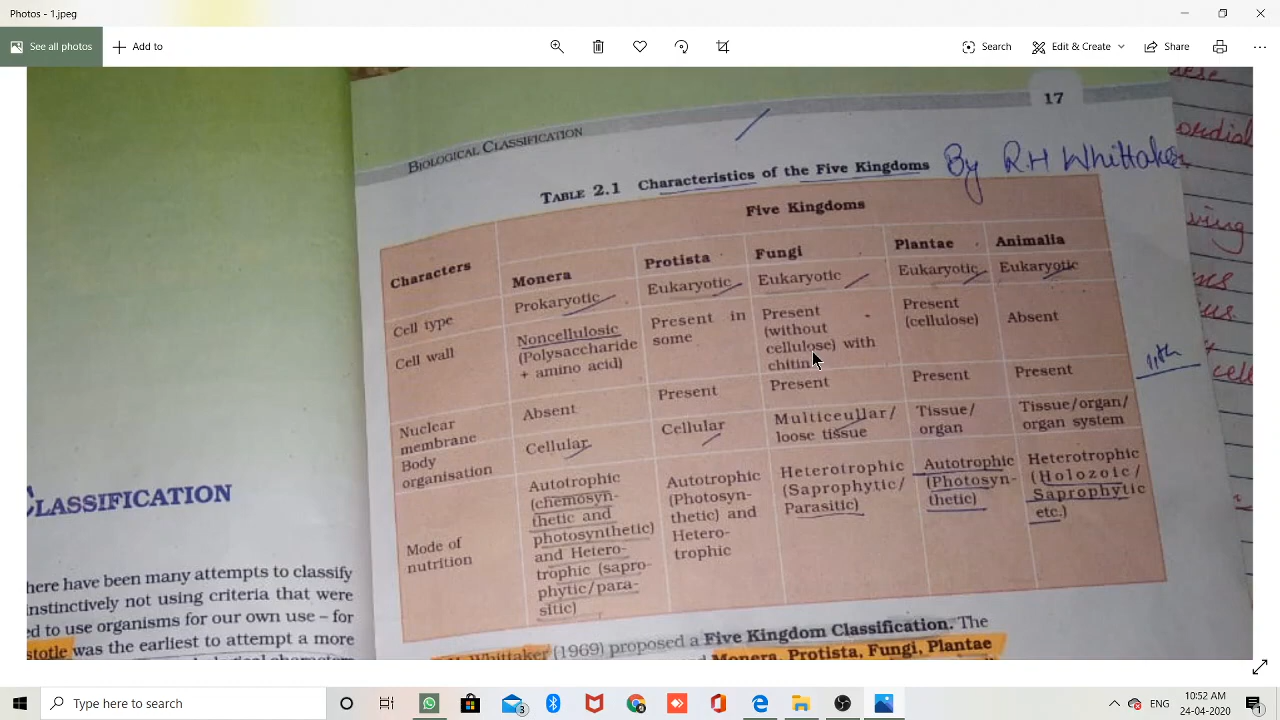 Photos - 1.jpeg
See all photos
Add to
Search
Edit & Create
Share
17
BIOLOGICAL CLASSIFICATION
TABLE 2.1 Characteristics of the Five Kingdoms By R.H Whittaker
Five Kingdoms
Characters
Monera
Protista
Fungi
Plantae
Animalia
Cell type
Prokaryotic
Eukaryotic
Eukaryotic
Eukaryotic
Eukaryotic
Cell wall
Noncellulosic
(Polysaccharide
+ amino acid)
Present in
some
Present
(without
cellulose) with
chitin
Present
(cellulose)
Absent
Nuclear
membrane
Absent
Present
Present
Present
Present
Body
organisation
Cellular
Cellular
Multiceullar/
loose tissue
Tissue/
organ
Tissue/organ/
organ system
Mode of
nutrition
Autotrophic
(chemosyn-
thetic and
photosynthetic)
and Hetero-
trophic (sapro-
phytic/para-
sitic)
Autotrophic
(Photosyn-
thetic) and
Hetero-
trophic
Heterotrophic
(Saprophytic/
Parasitic)
Autotrophic
(Photosyn-
thetic)
Heterotrophic
(Holozoic/
Saprophytic
etc.)
11th
cell
CLASSIFICATION
here have been many attempts to classify
instinctively not using criteria that were
ed to use organisms for our own use – for
stotle was the earliest to attempt a more
Whittaker (1969) proposed a Five Kingdom Classification. The
Monera, Protista, Fungi, Plantae
Type here to search
3
ENG
10:52 AM
24-04-2020
1